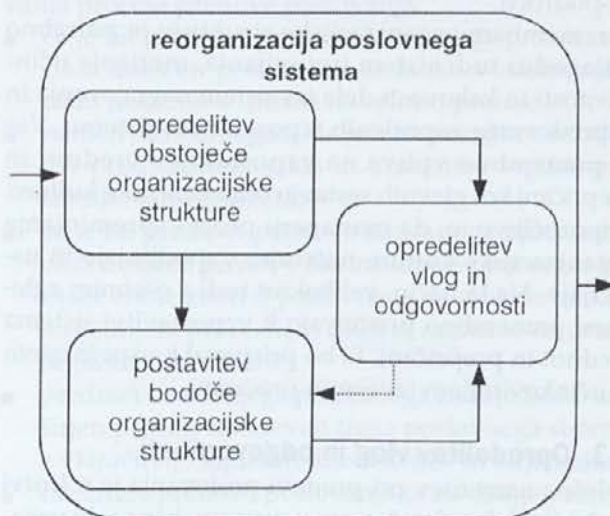 reorganizacija poslovnega
sistema
opredelitev
obstoječe
organizacijske
strukture
opredelitev
vlog in
odgovornosti
postavitev
bodoče
organizacijske
strukture